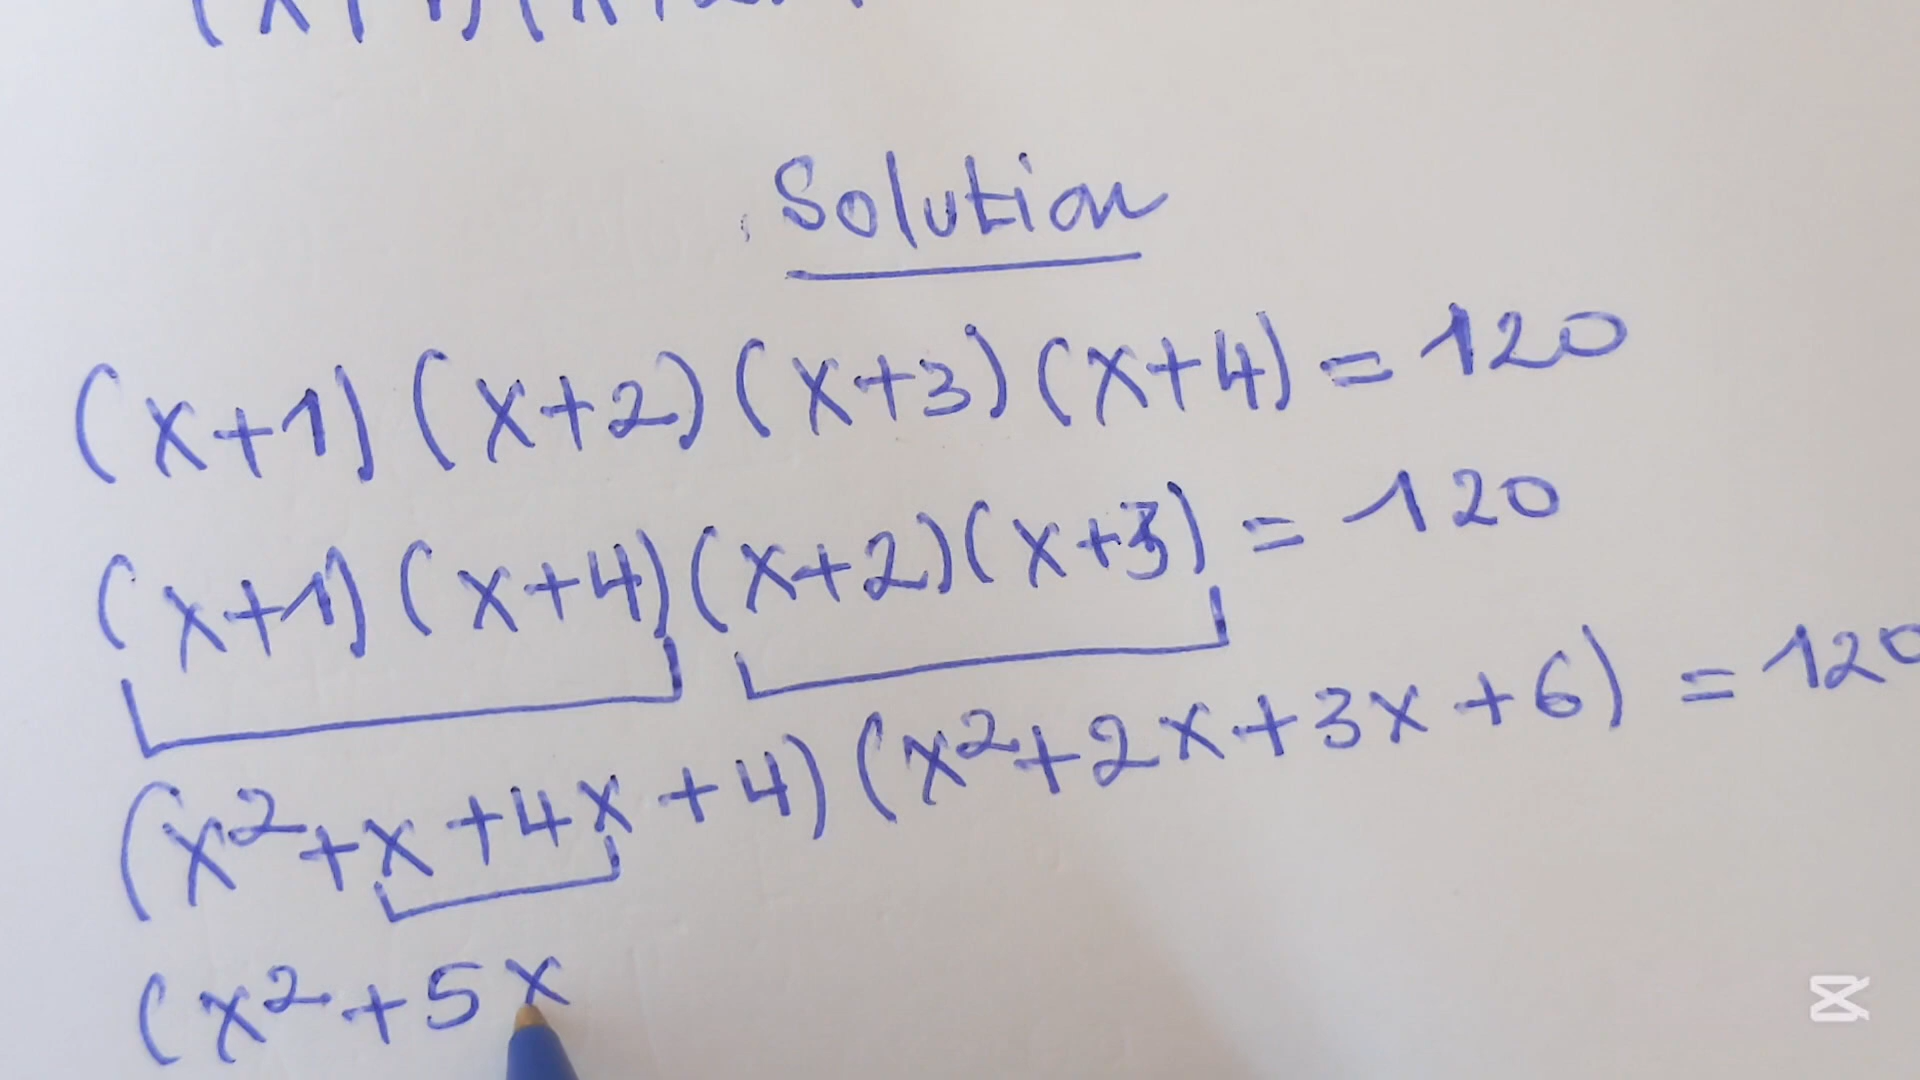 Solution
(x+1)(x+2)(x+3)(x+4) = 120
(x+1)(x+4)(x+2)(x+3) = 120
(x²+x+4x+4)(x²+2x+3x+6) = 120
(x²+5x